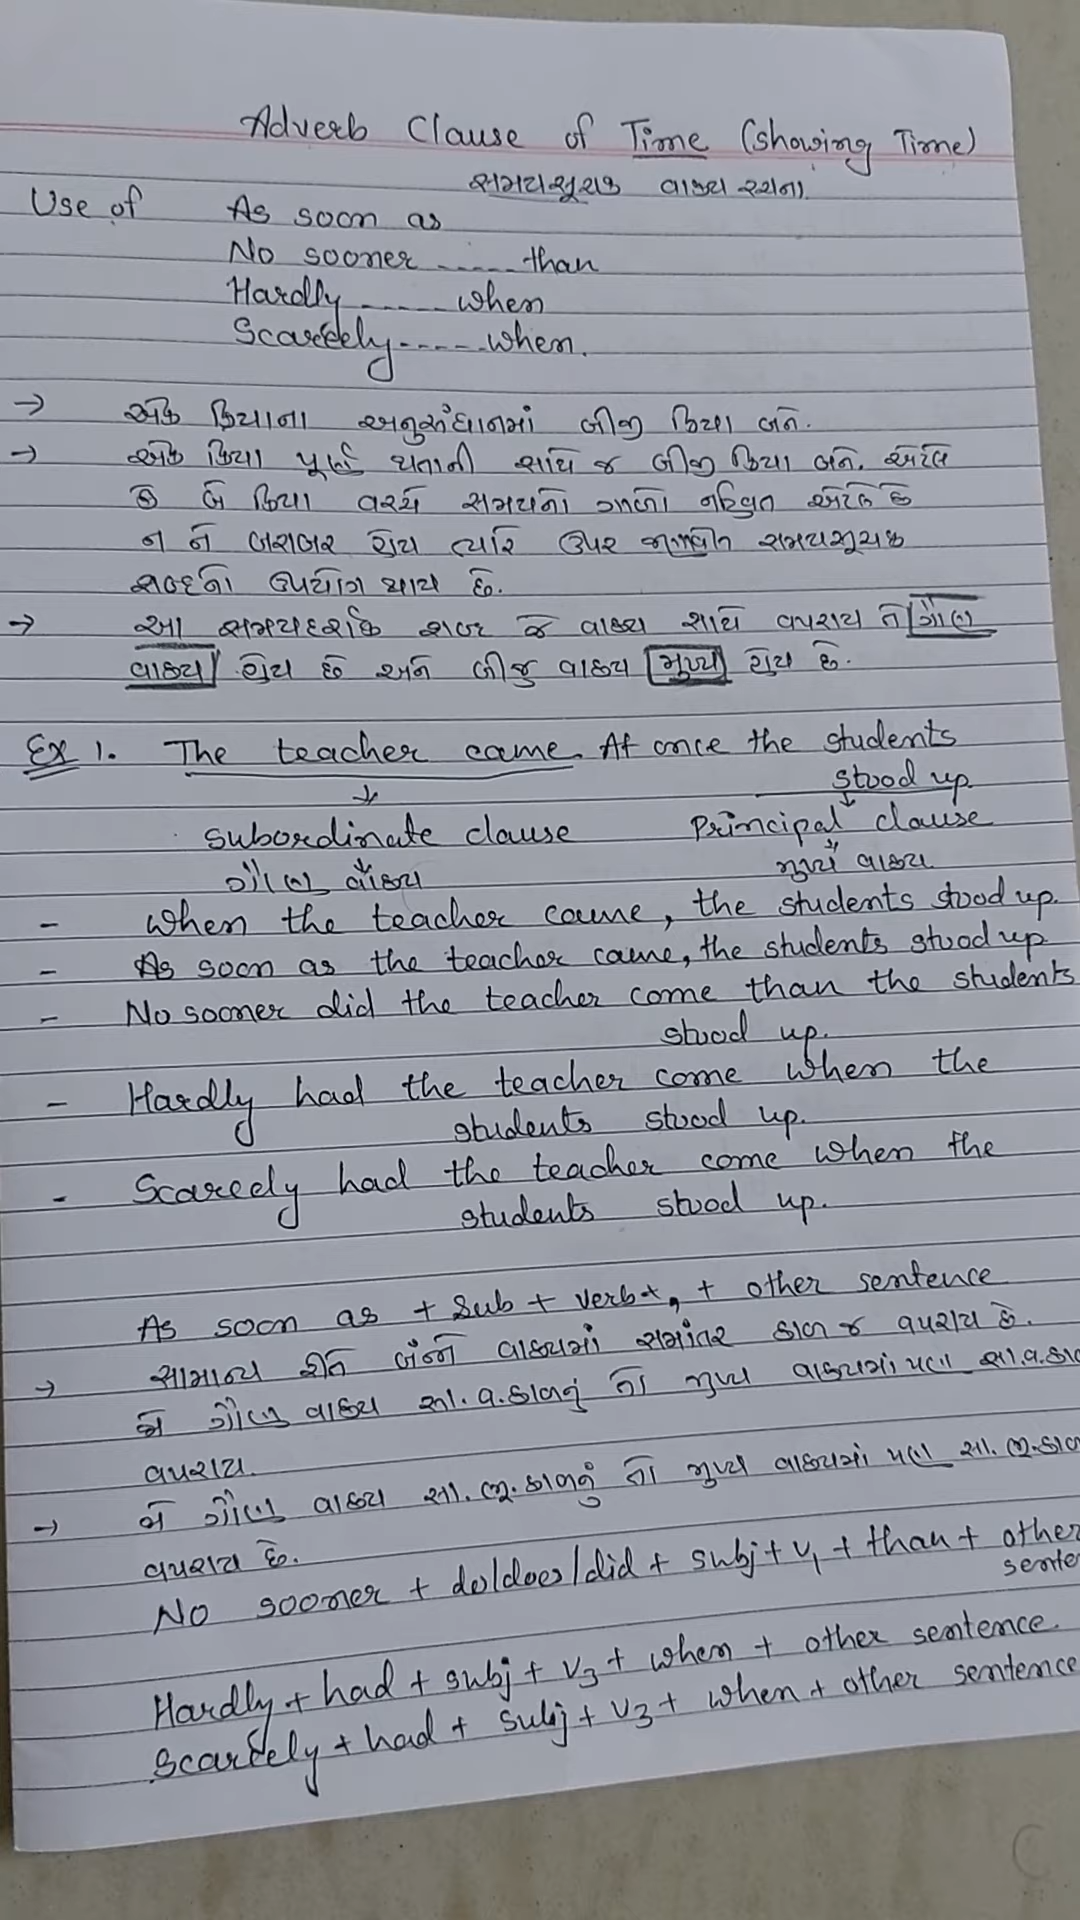 Adverb Clause of Time (showing Time)
સમયસૂચક વાક્ય રચના
Use of As soon as
No sooner ..... than
Hardly ...... when
Scarcely ..... when.
→ એક ક્રિયાના અનુસંધાનમાં બીજી ક્રિયા બને.
→ એક ક્રિયા પૂર્ણ થતાની સાથે જ બીજી ક્રિયા બને. એટલે
કે બે ક્રિયા વચ્ચે સમયનો ગાળો નહિવત એટલે કે
ન ને બરાબર હોય ત્યારે ઉપર જણાવેલ સમયસૂચક
શબ્દનો ઉપયોગ થાય છે.
→ આ સમયદર્શક શબ્દ જે વાક્ય સાથે વપરાય તે ગૌણ
વાક્ય હોય છે અને બીજુ વાક્ય મુખ્ય હોય છે.
Ex 1. The teacher came. At once the students
stood up.
↓ ↓
subordinate clause Principal clause
ગૌણ વાક્ય મુખ્ય વાક્ય
- When the teacher came, the students stood up.
- As soon as the teacher came, the students stood up
- No sooner did the teacher come than the students
stood up.
- Hardly had the teacher come when the
students stood up.
- Scarcely had the teacher come when the
students stood up.
As soon as + Sub + verb+, + other sentence
→ સામાન્ય રીતે બંને વાક્યમાં સમાંતર કાળ જ વપરાય છે.
જો ગૌણ વાક્ય સા.વ.કાળનું તો મુખ્ય વાક્યમાં પણ સા.વ.કાળ
વપરાય.
→ જો ગૌણ વાક્ય સા.ભૂ.કાળનું તો મુખ્ય વાક્યમાં પણ સા.ભૂ.કાળ
વપરાય છે.
No sooner + do/does/did + subj + v1 + than + other
sente
Hardly + had + subj + v3 + when + other sentence.
Scarcely + had + subj + v3 + when + other sentence